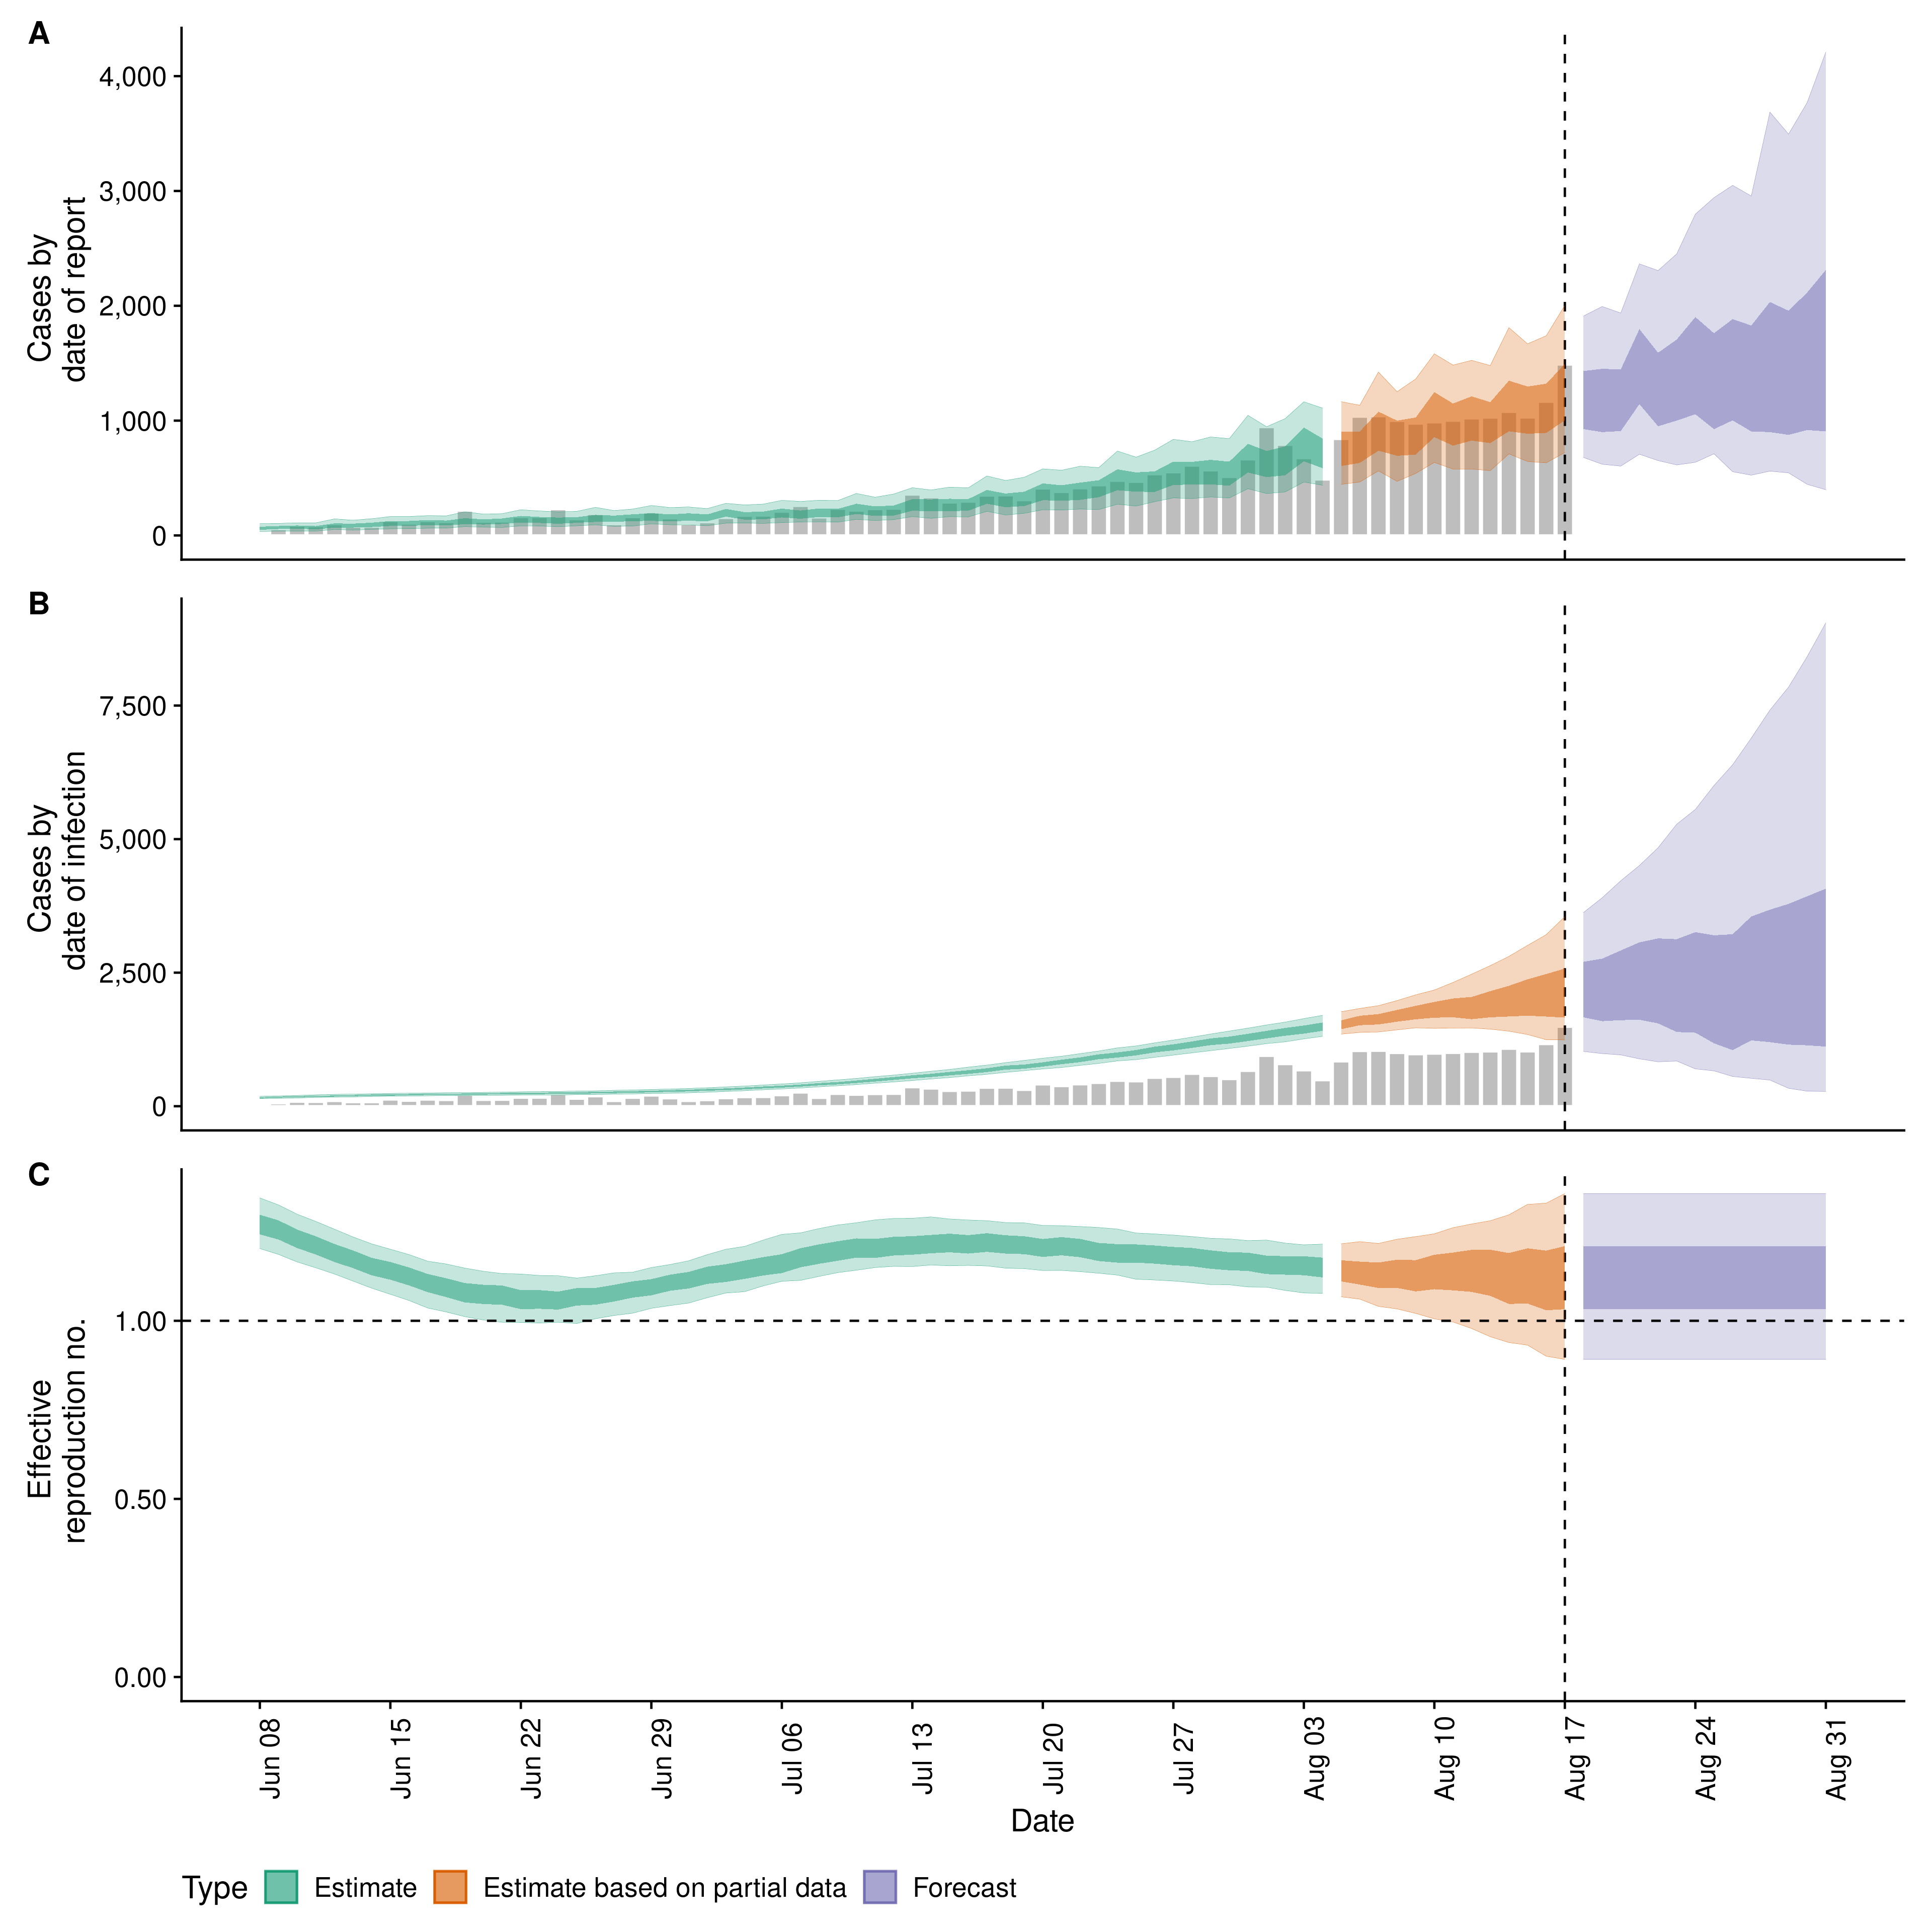 A
Cases by
date of report
4,000
3,000
2,000
1,000
0
B
Cases by
date of infection
7,500
5,000
2,500
0
C
Effective
reproduction no.
1.00
0.50
0.00
Jun 08
Jun 15
Jun 22
Jun 29
Jul 06
Jul 13
Jul 20
Jul 27
Aug 03
Aug 10
Aug 17
Aug 24
Aug 31
Date
Type Estimate Estimate based on partial data Forecast